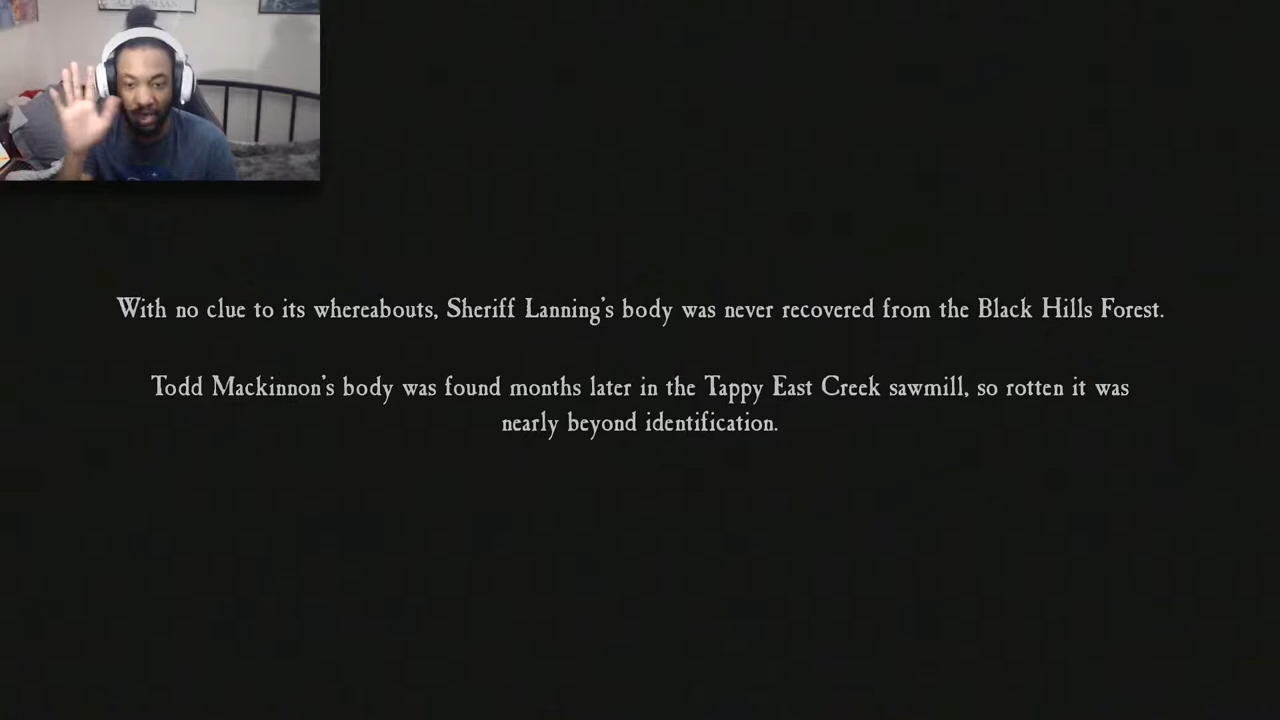 With no clue to its whereabouts, Sheriff Lanning's body was never recovered from the Black Hills Forest.
Todd Mackinnon's body was found months later in the Tappy East Creek sawmill, so rotten it was
nearly beyond identification.